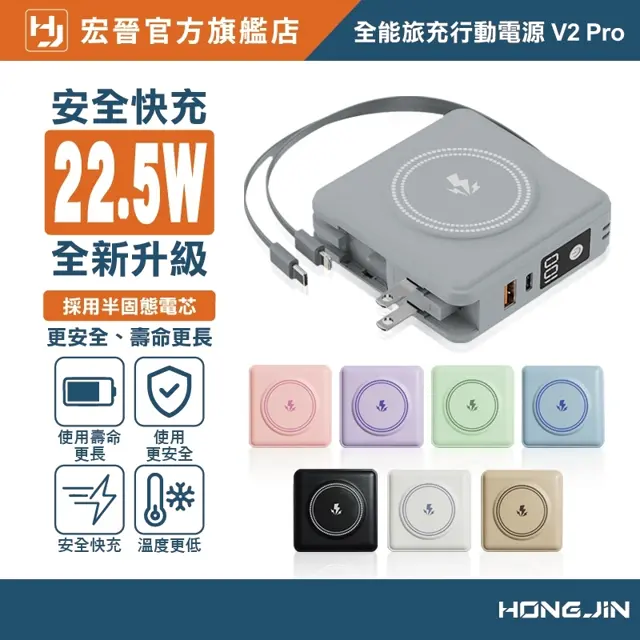 HJ 宏晉官方旗艦店
全能旅充行動電源 V2 Pro
安全快充
22.5W
全新升級
採用半固態電芯
更安全、壽命更長
使用壽命
更長
使用
更安全
安全快充
溫度更低
100
HONGJIN